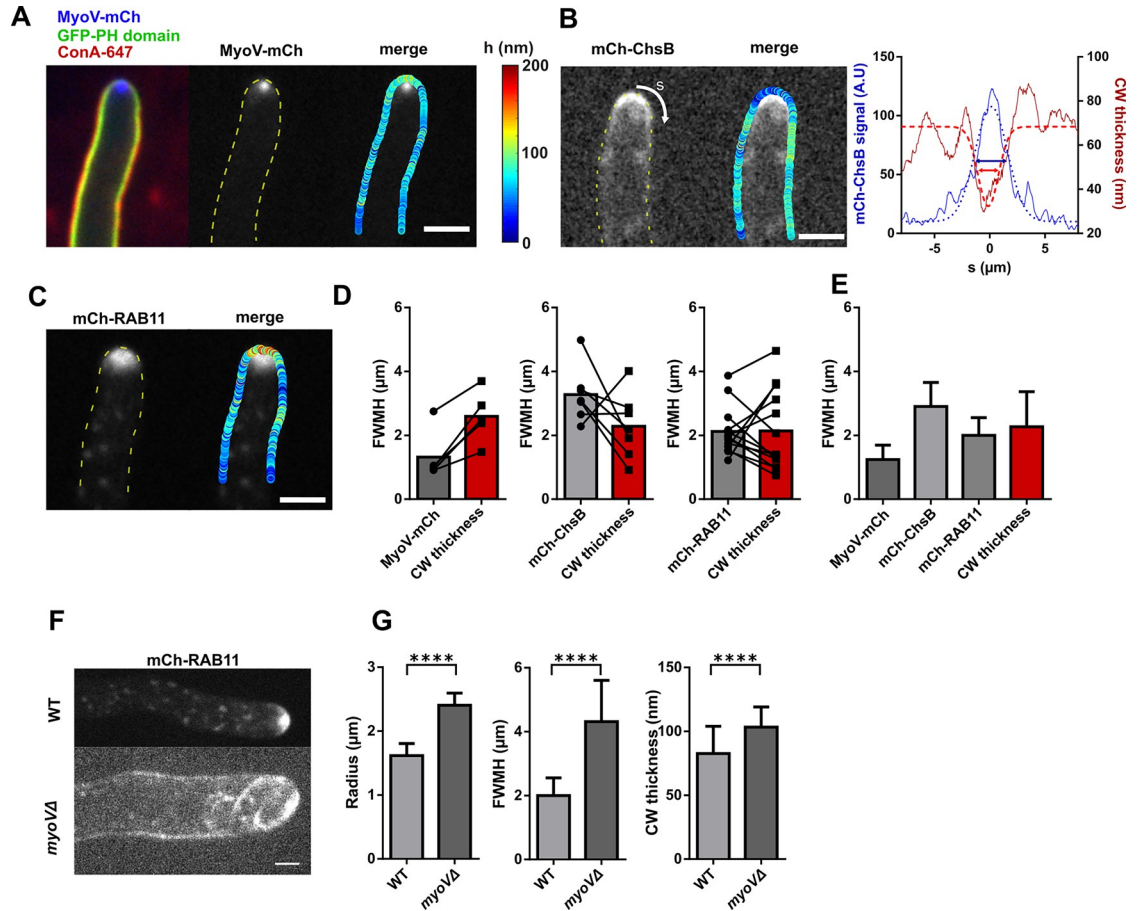 A
MyoV-mCh
GFP-PH domain
ConA-647
MyoV-mCh
merge
h (nm)
200
100
0
B
mCh-ChsB
merge
s
mCh-ChsB signal (A.U)
150
100
50
0
-5
0
5
s (µm)
100
80
60
40
20
CW thickness (nm)
C
mCh-RAB11
merge
D
FWMH (µm)
6
4
2
0
MyoV-mCh
CW thickness
FWMH (µm)
6
4
2
0
mCh-ChsB
CW thickness
FWMH (µm)
6
4
2
0
mCh-RAB11
CW thickness
E
FWMH (µm)
6
4
2
0
MyoV-mCh
mCh-ChsB
mCh-RAB11
CW thickness
F
mCh-RAB11
WT
myoVΔ
G
Radius (µm)
3
2
1
0
****
WT
myoVΔ
FWMH (µm)
6
4
2
0
****
WT
myoVΔ
CW thickness (nm)
150
100
50
0
****
WT
myoVΔ